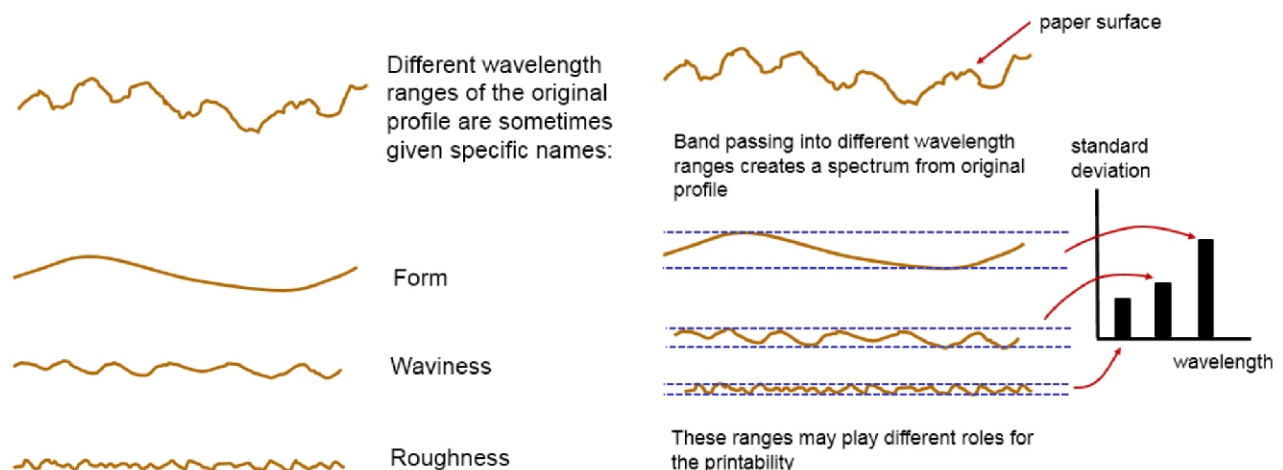 Different wavelength
ranges of the original
profile are sometimes
given specific names:
Form
Waviness
Roughness
paper surface
Band passing into different wavelength
ranges creates a spectrum from original
profile
standard
deviation
wavelength
These ranges may play different roles for
the printability